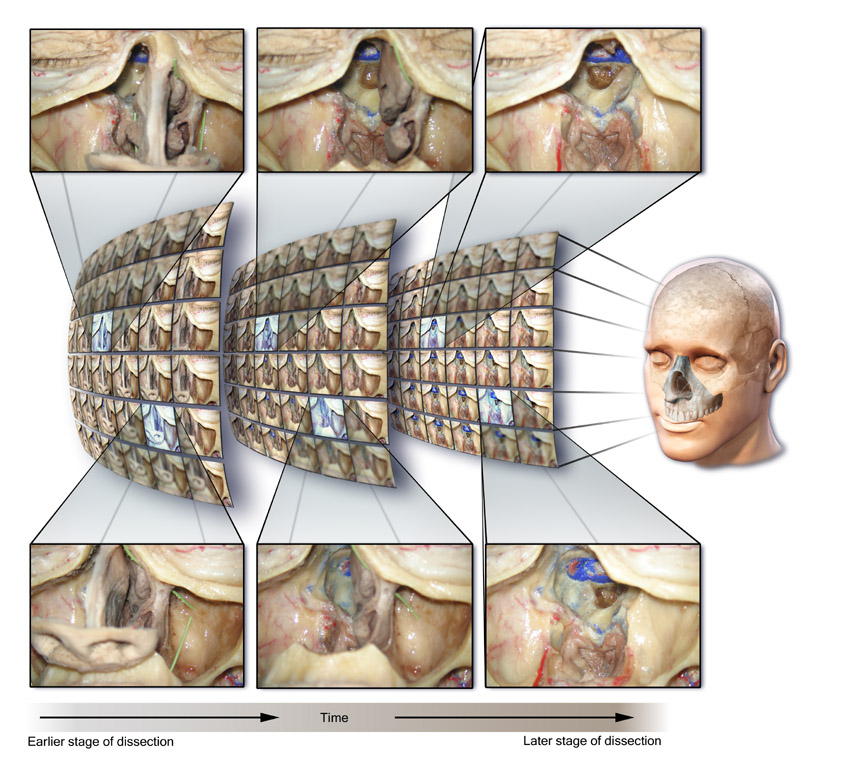 Time
Earlier stage of dissection
Later stage of dissection